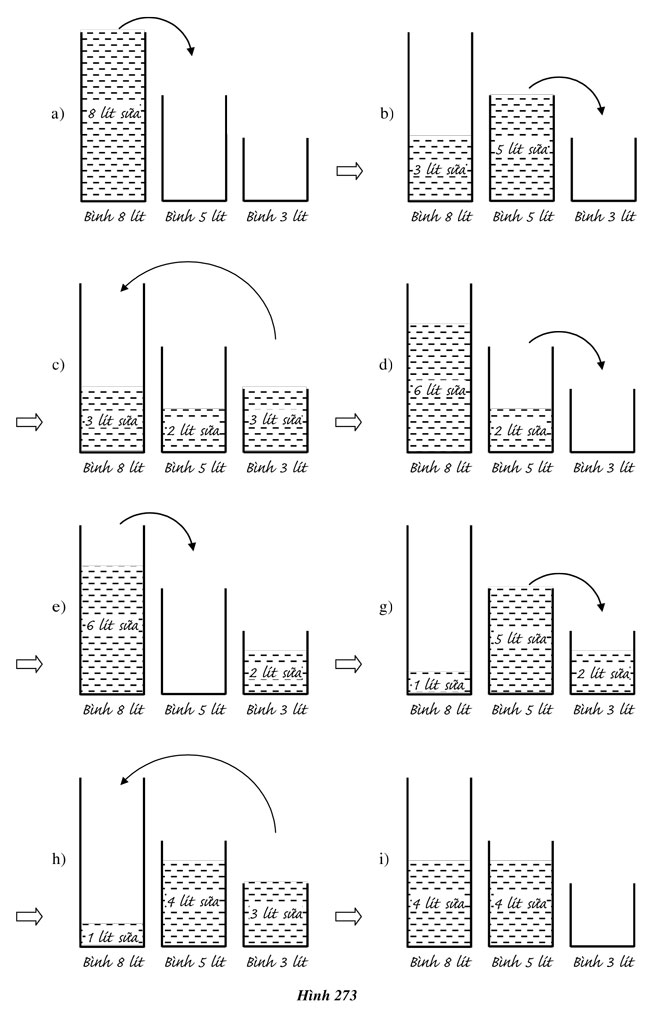 a)
8 lít sữa
Bình 8 lít Bình 5 lít Bình 3 lít
b)
3 lít sữa
5 lít sữa
Bình 8 lít Bình 5 lít Bình 3 lít
c)
3 lít sữa
2 lít sữa
3 lít sữa
Bình 8 lít Bình 5 lít Bình 3 lít
d)
6 lít sữa
2 lít sữa
Bình 8 lít Bình 5 lít Bình 3 lít
e)
6 lít sữa
2 lít sữa
Bình 8 lít Bình 5 lít Bình 3 lít
g)
1 lít sữa
5 lít sữa
2 lít sữa
Bình 8 lít Bình 5 lít Bình 3 lít
h)
1 lít sữa
4 lít sữa
3 lít sữa
Bình 8 lít Bình 5 lít Bình 3 lít
i)
4 lít sữa
4 lít sữa
Bình 8 lít Bình 5 lít Bình 3 lít
Hình 273